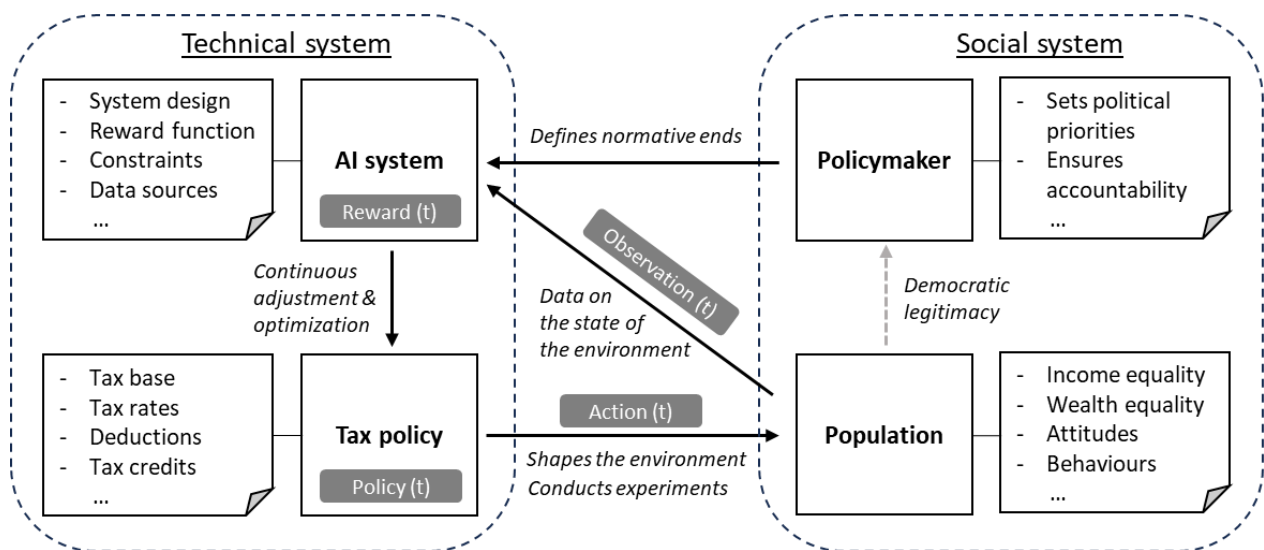 Technical system
Social system
- System design
- Reward function
- Constraints
- Data sources
...
AI system
Reward (t)
Defines normative ends
Policymaker
- Sets political
priorities
- Ensures
accountability
...
Continuous
adjustment &
optimization
Observation (t)
Data on
the state of
the environment
Democratic
legitimacy
- Tax base
- Tax rates
- Deductions
- Tax credits
...
Tax policy
Policy (t)
Action (t)
Shapes the environment
Conducts experiments
Population
- Income equality
- Wealth equality
- Attitudes
- Behaviours
...